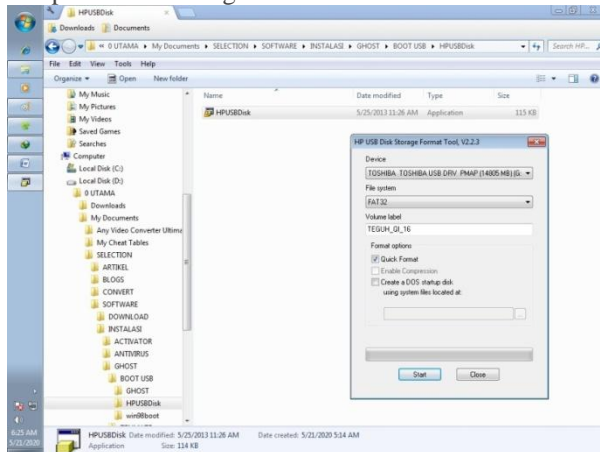 HPUSBDisk
Downloads
Documents
0 UTAMA ▸ My Documents ▸ SELECTION ▸ SOFTWARE ▸ INSTALASI ▸ GHOST ▸ BOOT USB ▸ HPUSBDisk
Search HP...
File Edit View Tools Help
Organize Open New folder
My Music
My Pictures
My Videos
Saved Games
Searches
Computer
Local Disk (C:)
Local Disk (D:)
0 UTAMA
Downloads
My Documents
Any Video Converter Ultima
My Cheat Tables
SELECTION
ARTIKEL
BLOGS
CONVERT
SOFTWARE
DOWNLOAD
INSTALASI
ACTIVATOR
ANTIVIRUS
GHOST
BOOT USB
GHOST
HPUSBDisk
win98boot
Name Date modified Type Size
HPUSBDisk 5/25/2013 11:26 AM Application 115 KB
HP USB Disk Storage Format Tool, V2.2.3
Device
TOSHIBA TOSHIBA USB DRV PMAP (14805 MB) (G:
File system
FAT32
Volume label
TEGUH_GI_16
Format options
Quick Format
Enable Compression
Create a DOS startup disk
using system files located at:
...
Start Close
HPUSBDisk Date modified: 5/25/2013 11:26 AM Date created: 5/21/2020 5:14 AM
Application Size: 114 KB
6:25 AM
5/21/2020